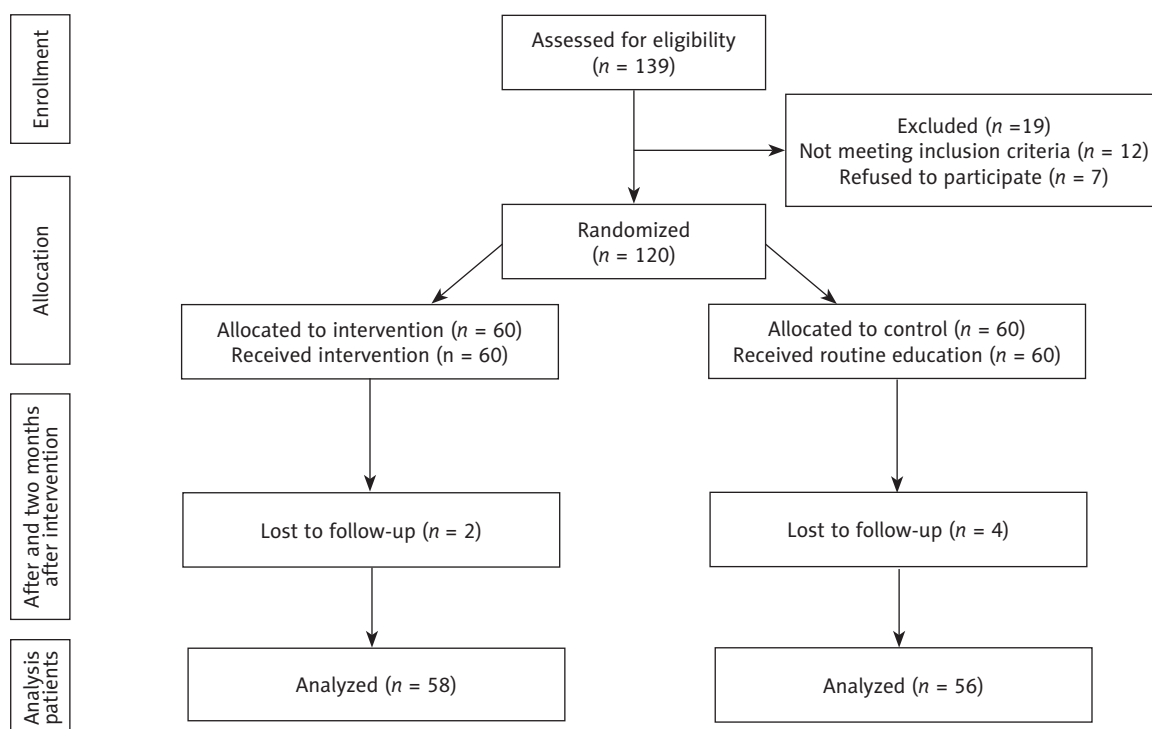 Enrollment
Assessed for eligibility
(n = 139)
Excluded (n =19)
Not meeting inclusion criteria (n = 12)
Refused to participate (n = 7)
Allocation
Randomized
(n = 120)
Allocated to intervention (n = 60)
Received intervention (n = 60)
Allocated to control (n = 60)
Received routine education (n = 60)
After and two months
after intervention
Lost to follow-up (n = 2)
Lost to follow-up (n = 4)
Analysis
patients
Analyzed (n = 58)
Analyzed (n = 56)